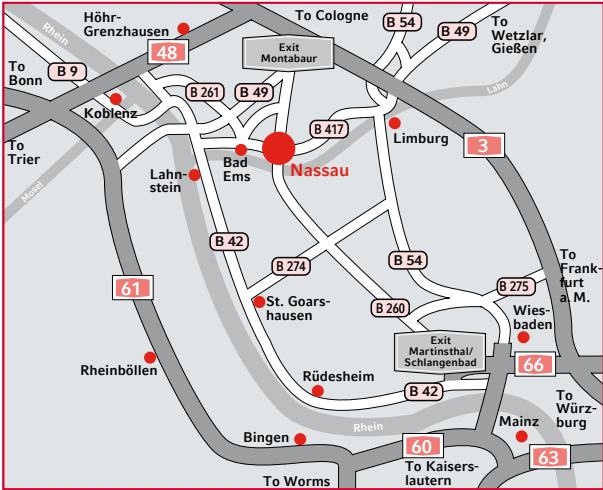 Höhr-
Grenzhausen
To Cologne
B 54
B 49
To
Wetzlar,
Gießen
Rhein
48
Exit
Montabaur
To
Bonn
B 9
B 261
B 49
Lahn
Koblenz
B 417
Limburg
3
To
Trier
Bad
Ems
Nassau
Lahn-
stein
Mosel
B 42
B 274
B 54
To
Frank-
furt
a. M.
61
B 275
St. Goars-
hausen
B 260
Wies-
baden
Exit
Martinsthal/
Schlangenbad
66
Rheinböllen
Rüdesheim
B 42
To
Würz-
burg
Rhein
Mainz
Bingen
60
63
To Worms
To Kaisers-
lautern